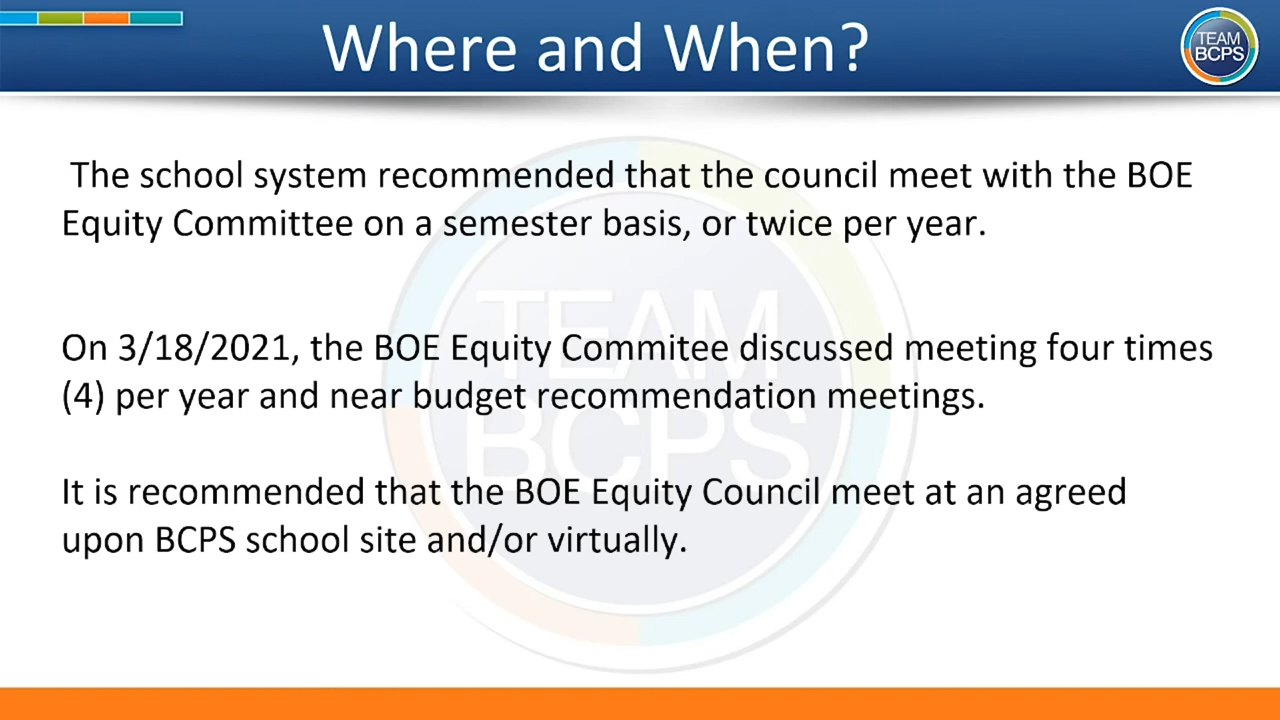 Where and When?
TEAM
BCPS
The school system recommended that the council meet with the BOE
Equity Committee on a semester basis, or twice per year.
On 3/18/2021, the BOE Equity Commitee discussed meeting four times
(4) per year and near budget recommendation meetings.
It is recommended that the BOE Equity Council meet at an agreed
upon BCPS school site and/or virtually.
TEAM
BCPS